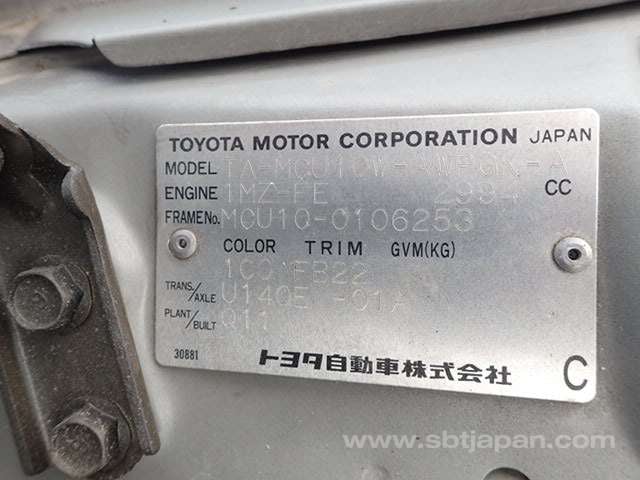 TOYOTA MOTOR CORPORATION JAPAN
MODEL TA-MCU10W-AWPGK-A
ENGINE 1MZ-FE 2994 CC
FRAME No. MCU10-0106253
COLOR TRIM GVM(KG)
1C0 FB22
TRANS./AXLE U140E -01A
PLANT/BUILT Q11
30881 トヨタ自動車株式会社 C
www.sbtjapan.com